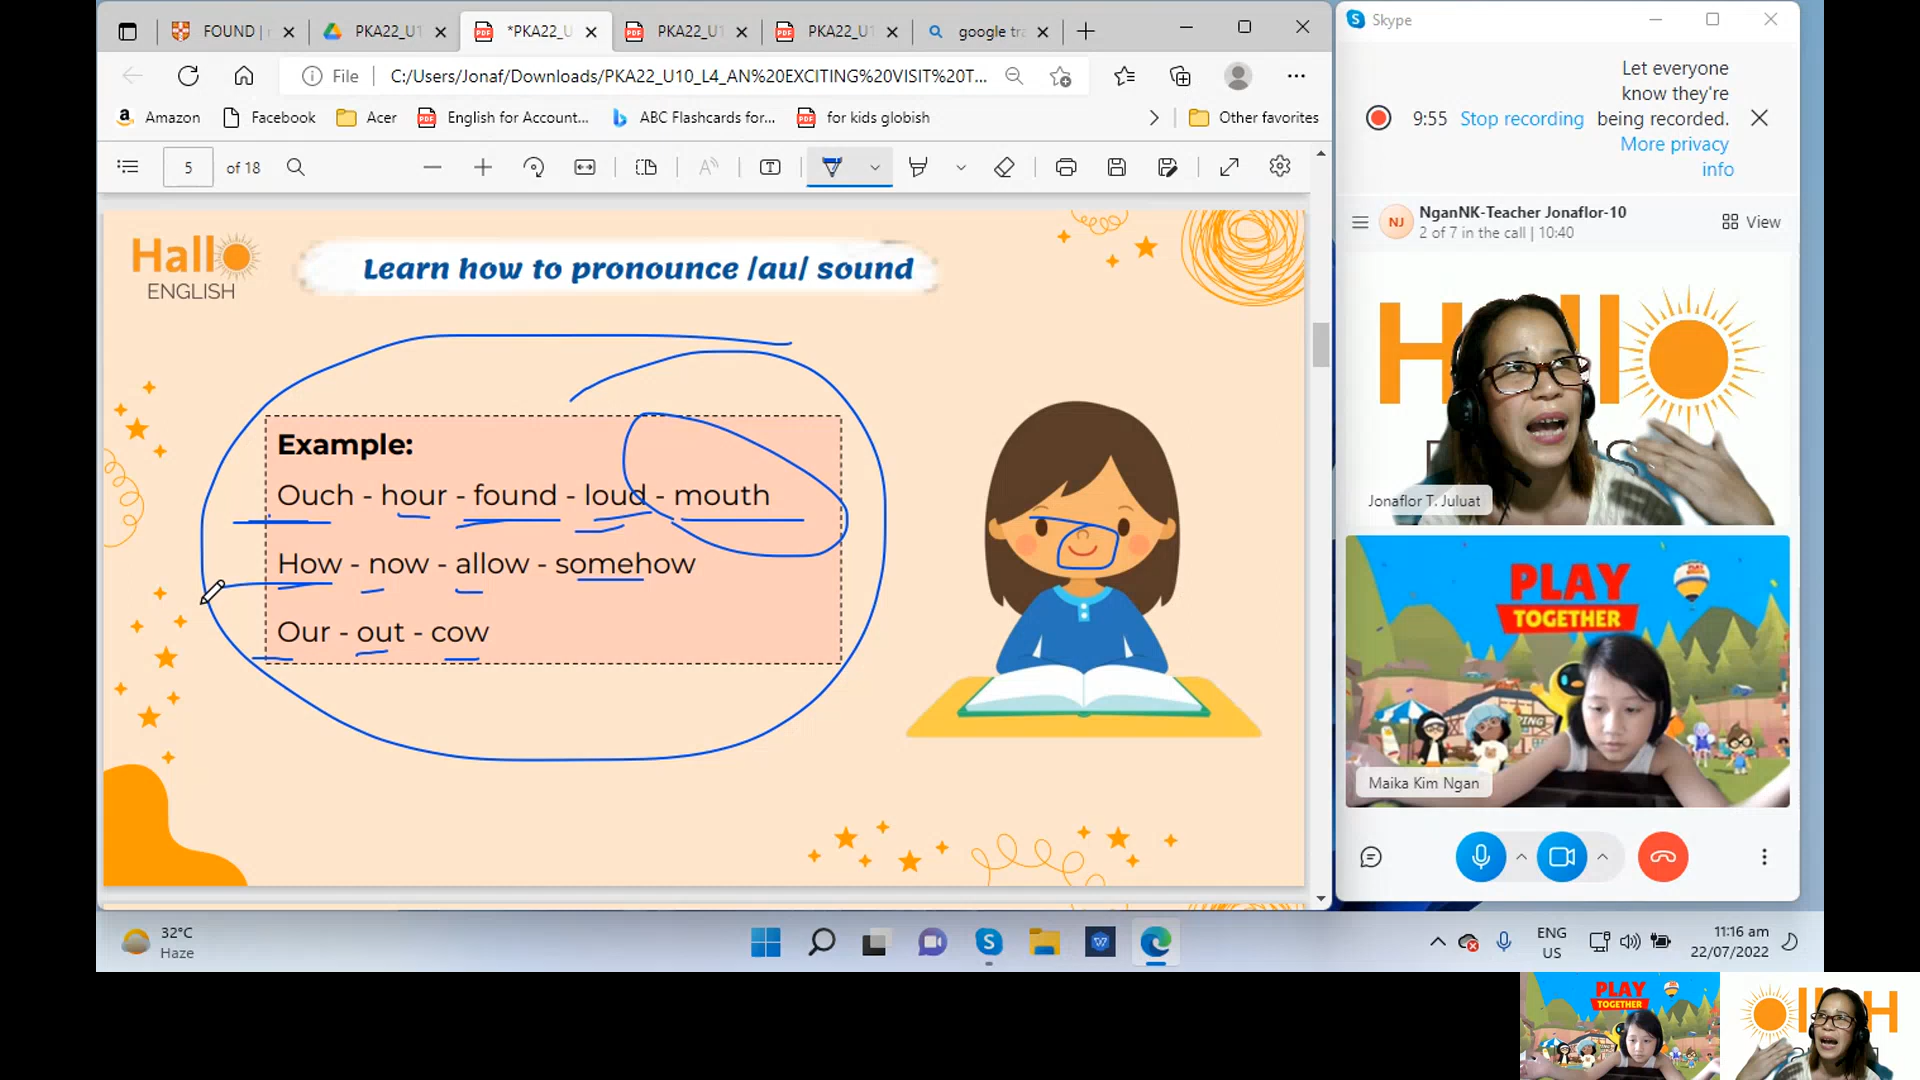 FOUND |
PKA22_U1
*PKA22_U
PKA22_U1
PKA22_U1
google tra
File
C:/Users/Jonaf/Downloads/PKA22_U10_L4_AN%20EXCITING%20VISIT%20T...
Amazon
Facebook
Acer
English for Account...
ABC Flashcards for...
for kids globish
Other favorites
5 of 18
Hallo
ENGLISH
Learn how to pronounce /au/ sound
Example:
Ouch - hour - found - loud - mouth
How - now - allow - somehow
Our - out - cow
Skype
9:55 Stop recording
Let everyone
know they're
being recorded.
More privacy
info
NJ
NganNK-Teacher Jonaflor-10
2 of 7 in the call | 10:40
View
Jonaflor T. Juluat
PLAY
TOGETHER
Maika Kim Ngan
32°C
Haze
ENG
US
11:16 am
22/07/2022
PLAY
TOGETHER